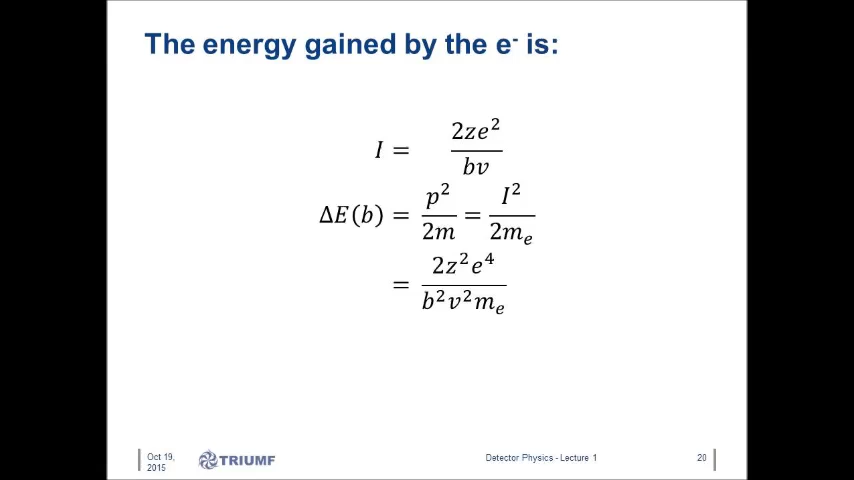 The energy gained by the e⁻ is:
I = 2ze²/bv
ΔE(b) = p²/2m = I²/2mₑ
= 2z²e⁴/b²v²mₑ
Oct 19,
2015
TRIUMF
Detector Physics - Lecture 1
20